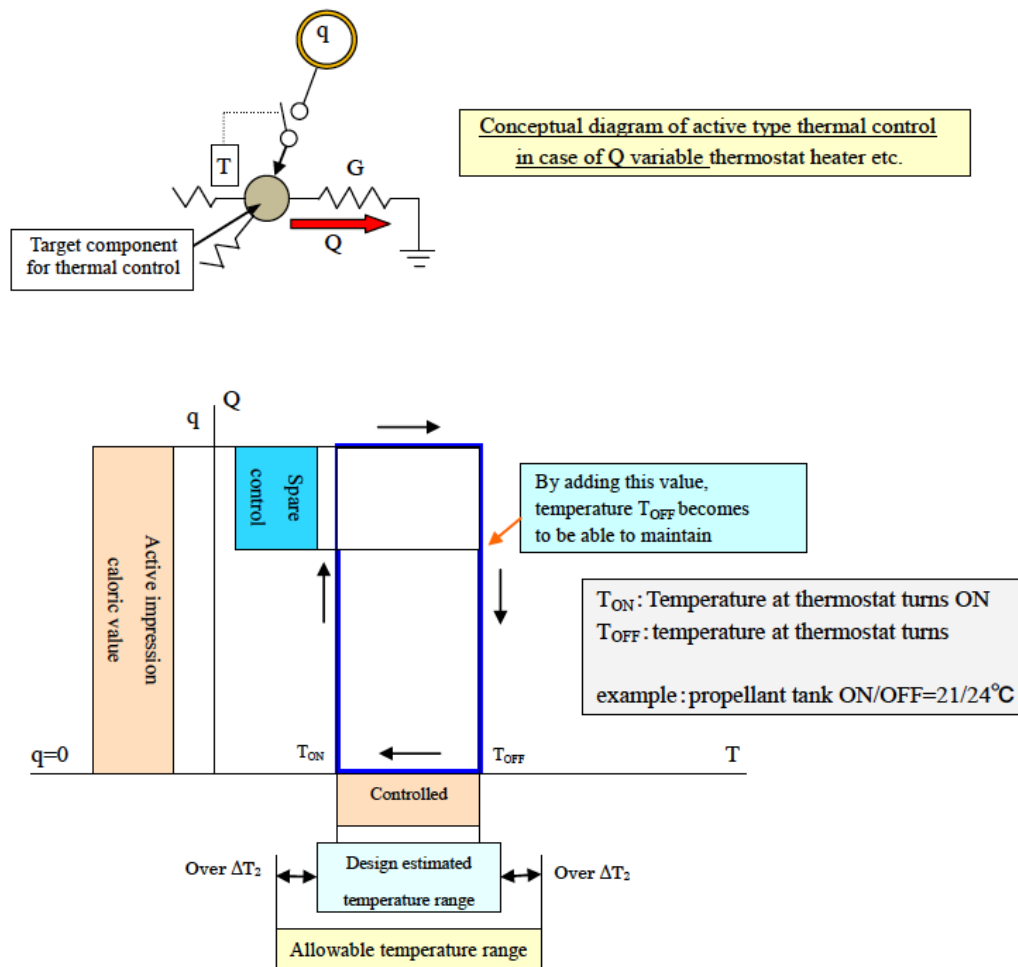 q
Conceptual diagram of active type thermal control
in case of Q variable thermostat heater etc.
T
G
Q
Target component
for thermal control
q
Q
Spare
control
Active impression
caloric value
By adding this value,
temperature TOFF becomes
to be able to maintain
TON: Temperature at thermostat turns ON
TOFF: temperature at thermostat turns
example: propellant tank ON/OFF=21/24℃
q=0
TON
TOFF
T
Controlled
Over ΔT2
Design estimated
temperature range
Over ΔT2
Allowable temperature range